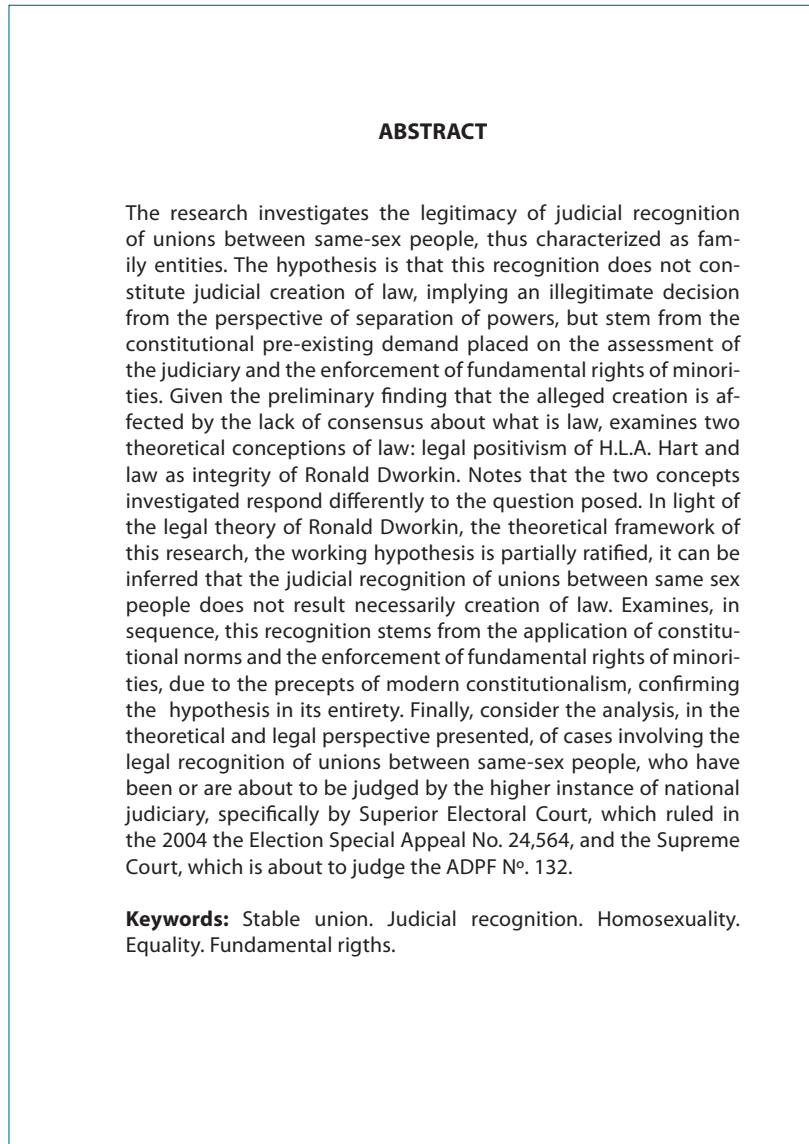 ABSTRACT
The research investigates the legitimacy of judicial recognition
of unions between same-sex people, thus characterized as fam-
ily entities. The hypothesis is that this recognition does not con-
stitute judicial creation of law, implying an illegitimate decision
from the perspective of separation of powers, but stem from the
constitutional pre-existing demand placed on the assessment of
the judiciary and the enforcement of fundamental rights of minori-
ties. Given the preliminary finding that the alleged creation is af-
fected by the lack of consensus about what is law, examines two
theoretical conceptions of law: legal positivism of H.L.A. Hart and
law as integrity of Ronald Dworkin. Notes that the two concepts
investigated respond differently to the question posed. In light of
the legal theory of Ronald Dworkin, the theoretical framework of
this research, the working hypothesis is partially ratified, it can be
inferred that the judicial recognition of unions between same sex
people does not result necessarily creation of law. Examines, in
sequence, this recognition stems from the application of constitu-
tional norms and the enforcement of fundamental rights of minori-
ties, due to the precepts of modern constitutionalism, confirming
the hypothesis in its entirety. Finally, consider the analysis, in the
theoretical and legal perspective presented, of cases involving the
legal recognition of unions between same-sex people, who have
been or are about to be judged by the higher instance of national
judiciary, specifically by Superior Electoral Court, which ruled in
the 2004 the Election Special Appeal No. 24,564, and the Supreme
Court, which is about to judge the ADPF Nº. 132.
Keywords: Stable union. Judicial recognition. Homosexuality.
Equality. Fundamental rigths.